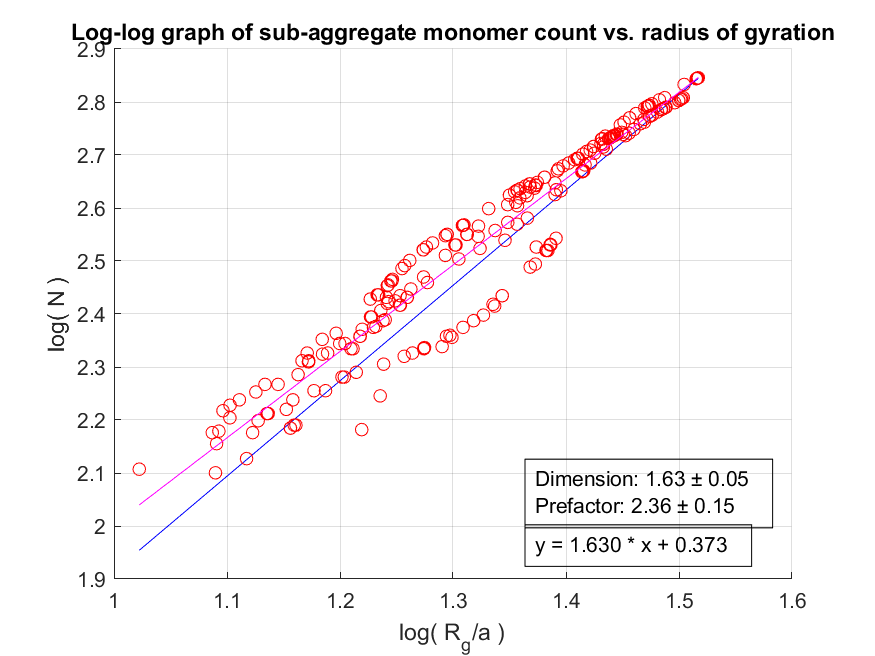 Log-log graph of sub-aggregate monomer count vs. radius of gyration
2.9
2.8
2.7
2.6
2.5
2.4
2.3
2.2
2.1
2
1.9
log( N )
Dimension: 1.63 ± 0.05
Prefactor: 2.36 ± 0.15
y = 1.630 * x + 0.373
1 1.1 1.2 1.3 1.4 1.5 1.6
log( Rg/a )